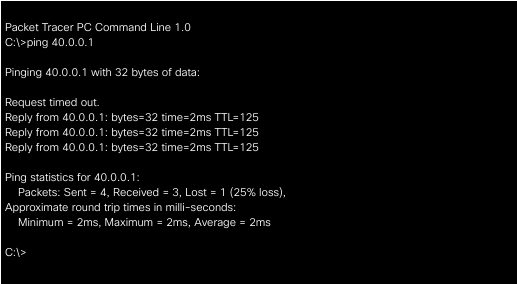 Packet Tracer PC Command Line 1.0
C:\>ping 40.0.0.1
Pinging 40.0.0.1 with 32 bytes of data:
Request timed out.
Reply from 40.0.0.1: bytes=32 time=2ms TTL=125
Reply from 40.0.0.1: bytes=32 time=2ms TTL=125
Reply from 40.0.0.1: bytes=32 time=2ms TTL=125
Ping statistics for 40.0.0.1:
Packets: Sent = 4, Received = 3, Lost = 1 (25% loss),
Approximate round trip times in milli-seconds:
Minimum = 2ms, Maximum = 2ms, Average = 2ms
C:\>